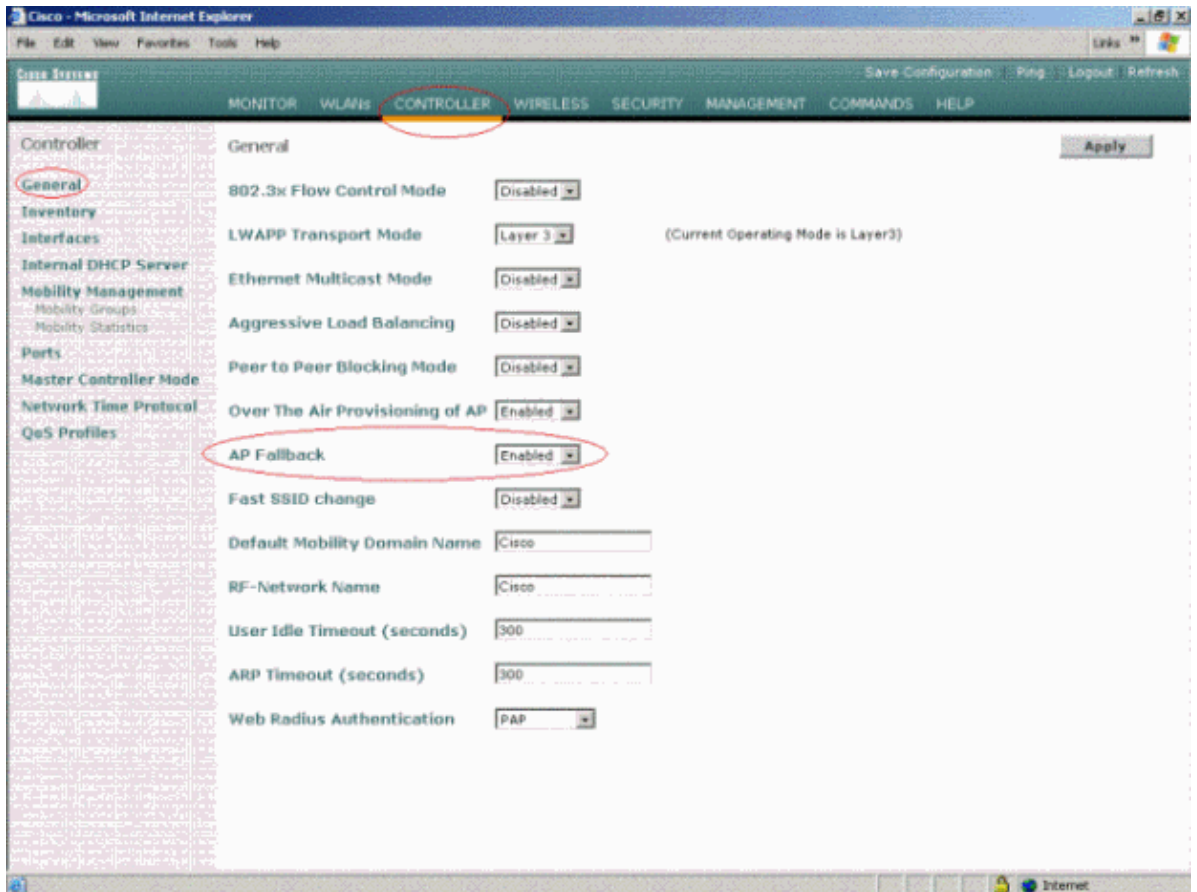 Cisco - Microsoft Internet Explorer
File Edit View Favorites Tools Help Links »
CISCO SYSTEMS
Save Configuration | Ping | Logout | Refresh
MONITOR WLANs CONTROLLER WIRELESS SECURITY MANAGEMENT COMMANDS HELP
Controller
General
Inventory
Interfaces
Internal DHCP Server
Mobility Management
Mobility Groups
Mobility Statistics
Ports
Master Controller Mode
Network Time Protocol
QoS Profiles
General Apply
802.3x Flow Control Mode Disabled
LWAPP Transport Mode Layer 3 (Current Operating Mode is Layer3)
Ethernet Multicast Mode Disabled
Aggressive Load Balancing Disabled
Peer to Peer Blocking Mode Disabled
Over The Air Provisioning of AP Enabled
AP Fallback Enabled
Fast SSID change Disabled
Default Mobility Domain Name Cisco
RF-Network Name Cisco
User Idle Timeout (seconds) 300
ARP Timeout (seconds) 300
Web Radius Authentication PAP
Internet